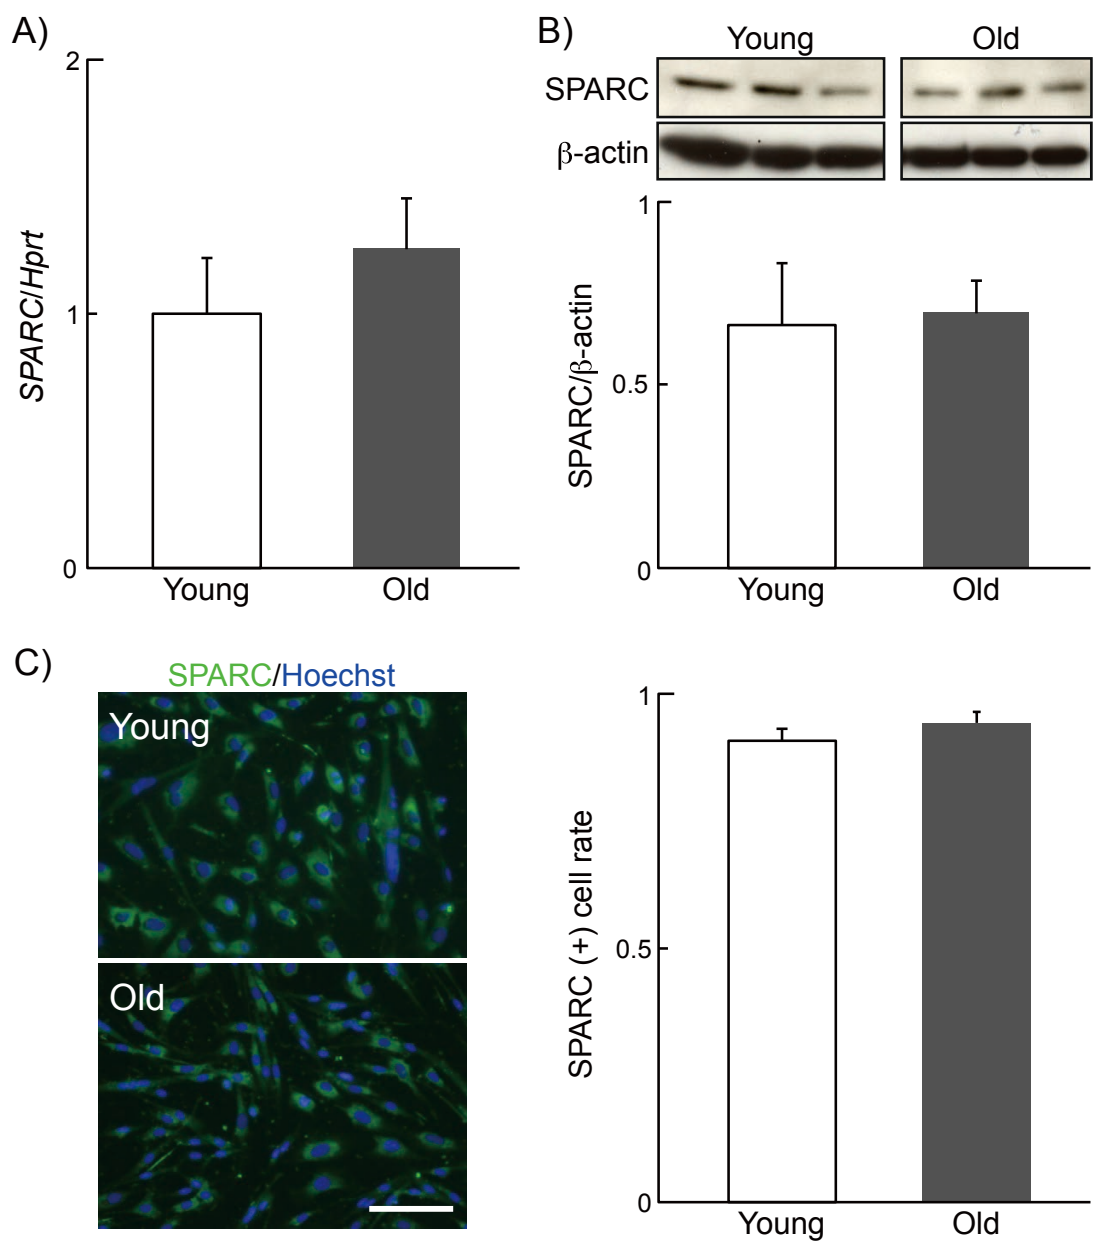 A)
2
1
0
SPARC/Hprt
Young
Old
B)
Young
Old
SPARC
β-actin
1
0.5
0
SPARC/β-actin
Young
Old
C)
SPARC/Hoechst
Young
Old
1
0.5
0
SPARC (+) cell rate
Young
Old